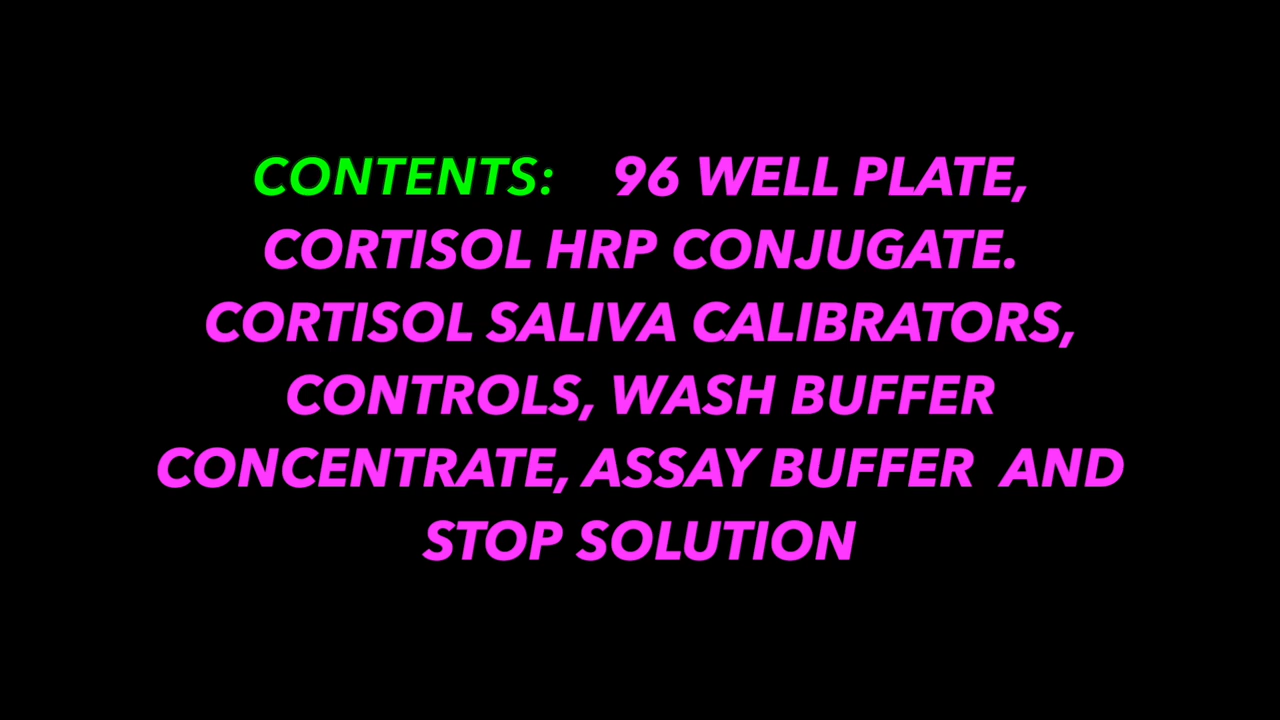 CONTENTS: 96 WELL PLATE,
CORTISOL HRP CONJUGATE.
CORTISOL SALIVA CALIBRATORS,
CONTROLS, WASH BUFFER
CONCENTRATE, ASSAY BUFFER AND
STOP SOLUTION